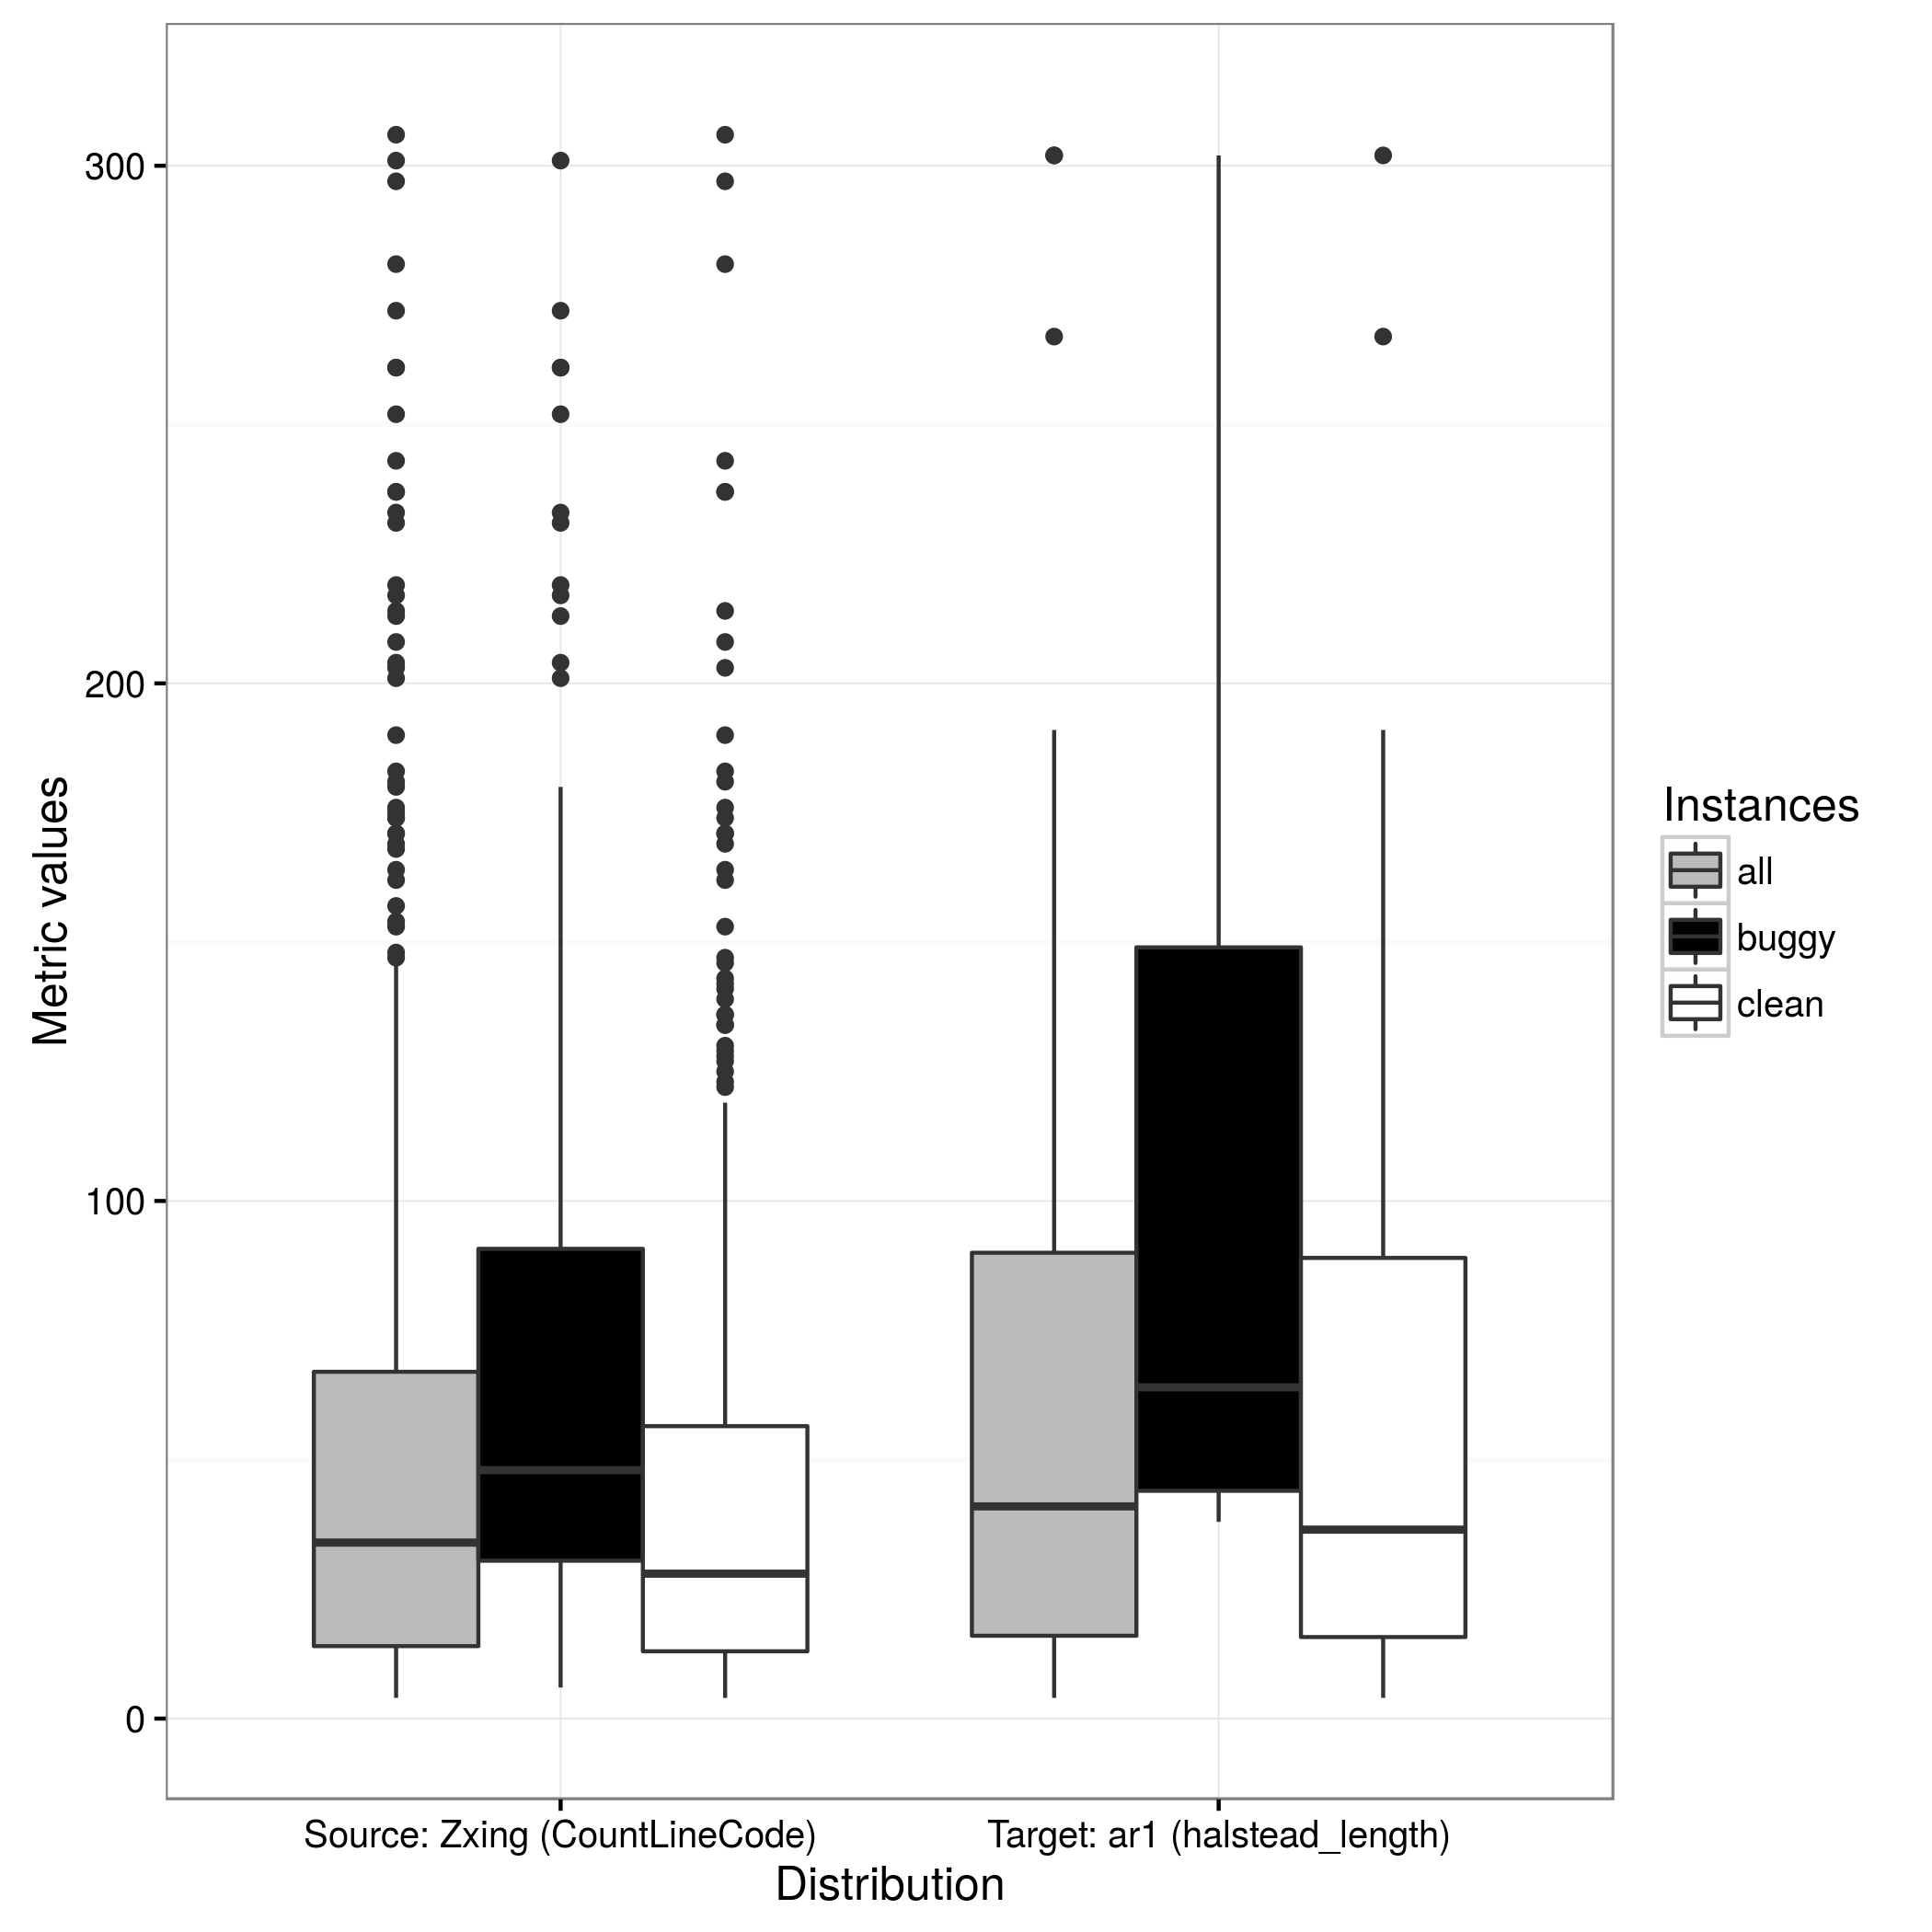 300
200
100
0
Metric values
Source: Zxing (CountLineCode)
Target: ar1 (halstead_length)
Distribution
Instances
all
buggy
clean